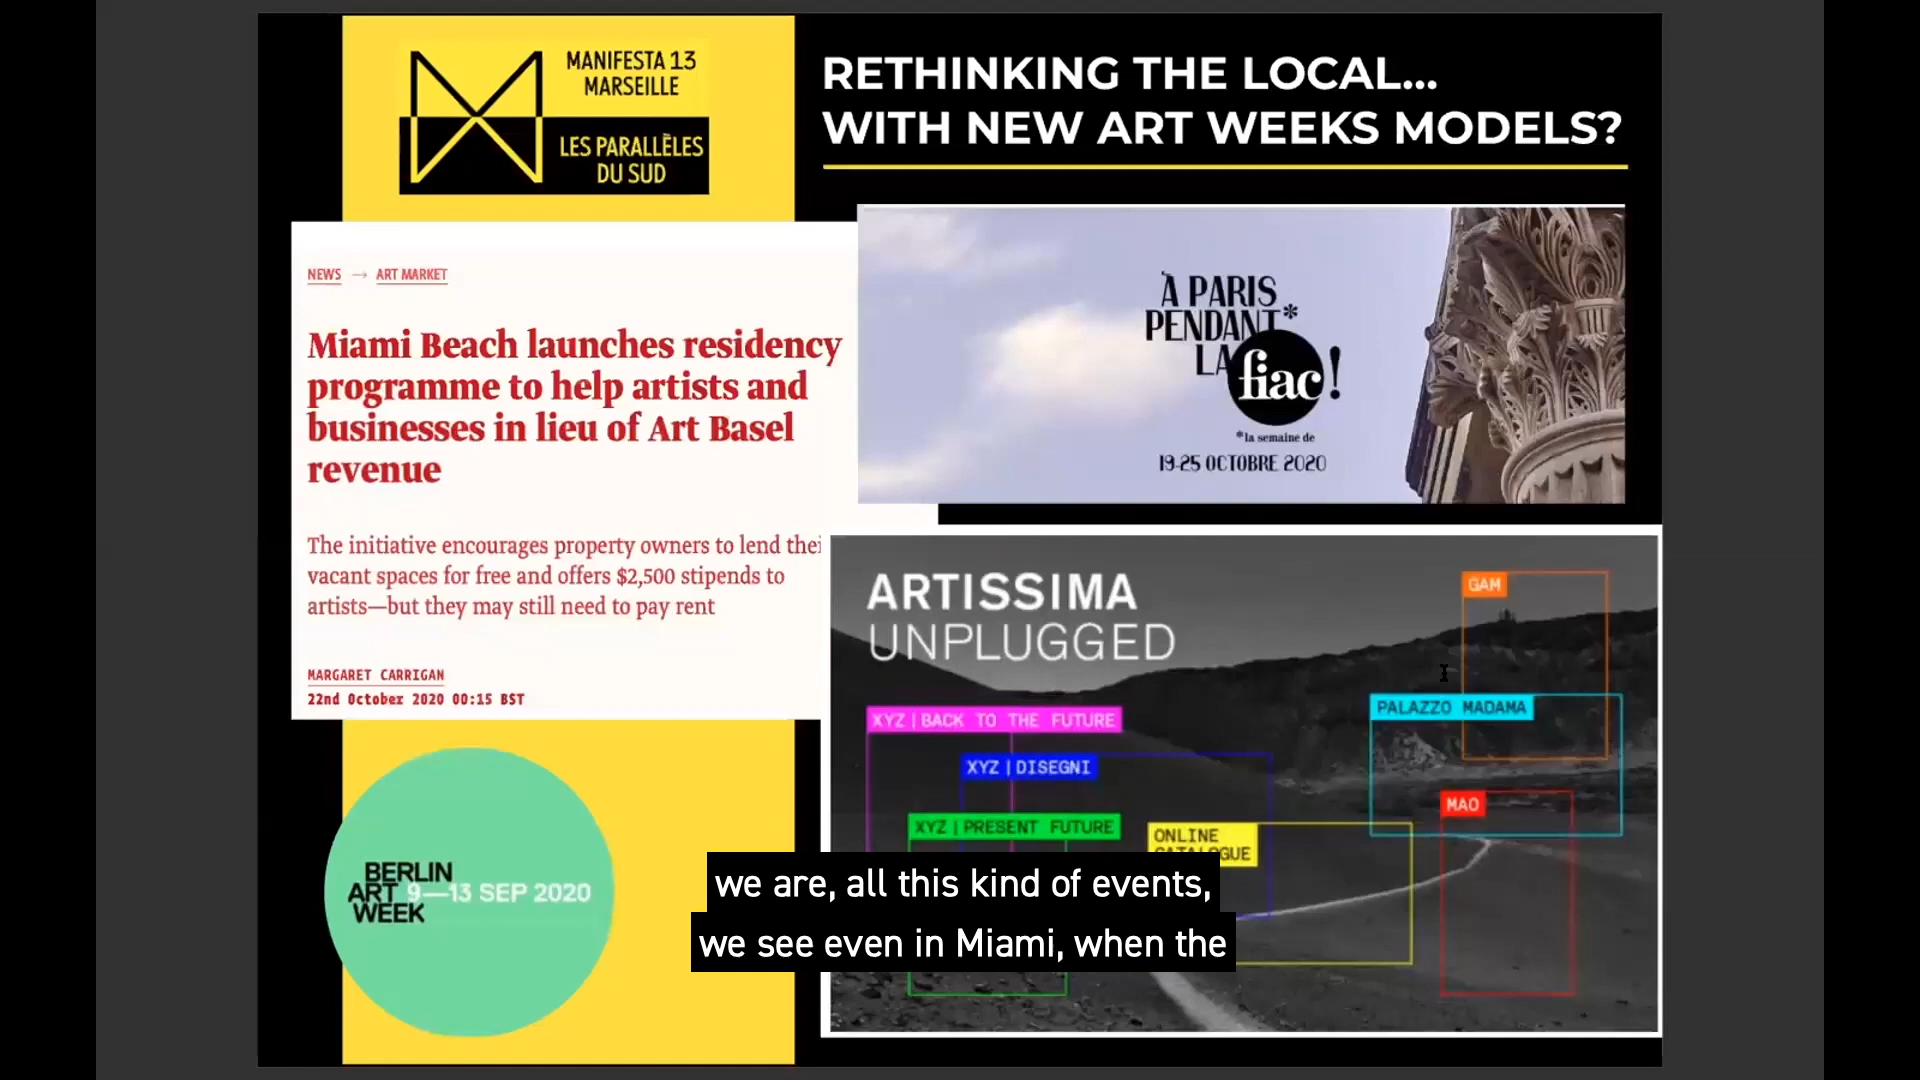 MANIFESTA 13
MARSEILLE
LES PARALLÈLES
DU SUD
RETHINKING THE LOCAL...
WITH NEW ART WEEKS MODELS?
NEWS → ART MARKET
Miami Beach launches residency
programme to help artists and
businesses in lieu of Art Basel
revenue
The initiative encourages property owners to lend thei
vacant spaces for free and offers $2,500 stipends to
artists—but they may still need to pay rent
MARGARET CARRIGAN
22nd October 2020 00:15 BST
À PARIS
PENDANT*
LA fiac!
*la semaine de
19-25 OCTOBRE 2020
ARTISSIMA
UNPLUGGED
GAM
PALAZZO MADAMA
XYZ | BACK TO THE FUTURE
XYZ | DISEGNI
MAO
XYZ | PRESENT FUTURE
ONLINE
CATALOGUE
BERLIN
ART 9—13 SEP 2020
WEEK
we are, all this kind of events,
we see even in Miami, when the